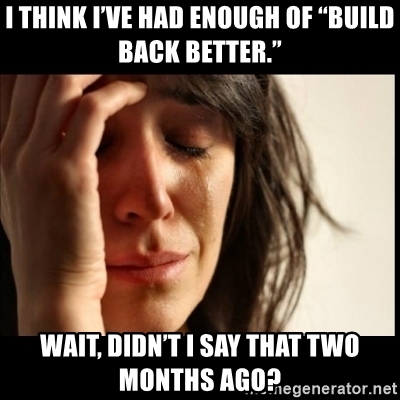 I THINK I’VE HAD ENOUGH OF “BUILD
BACK BETTER.”
WAIT, DIDN’T I SAY THAT TWO
MONTHS AGO?
memegenerator.net